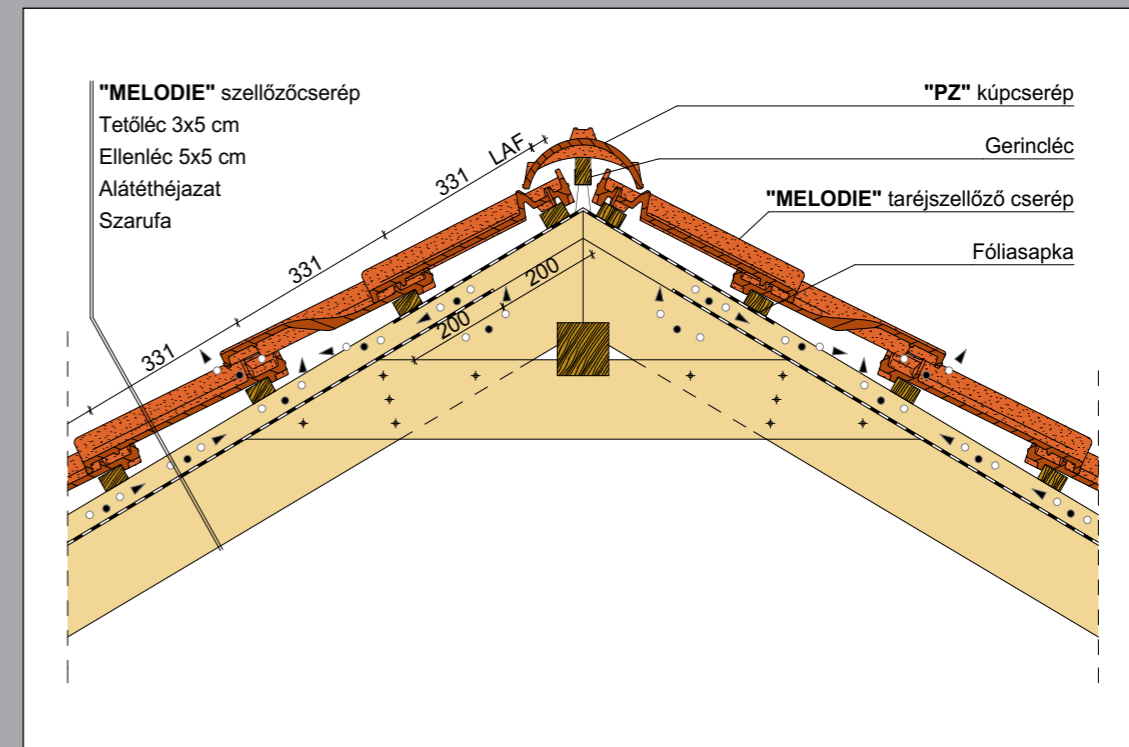 "MELODIE" szellőzőcserép
Tetőléc 3x5 cm
Ellenléc 5x5 cm
Alátéthéjazat
Szarufa
"PZ" kúpcserép
Gerincléc
"MELODIE" taréjszellőző cserép
Fóliasapka
LAF
331
331
331
200
200